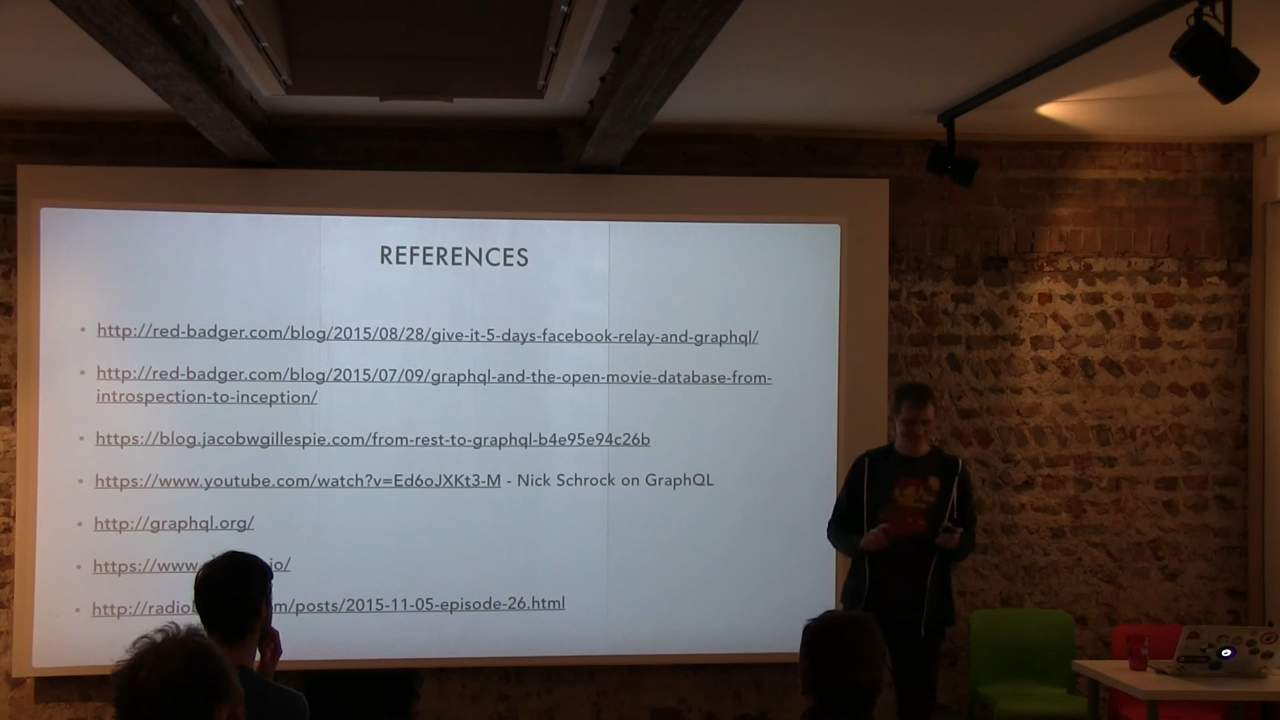 REFERENCES
http://red-badger.com/blog/2015/08/28/give-it-5-days-facebook-relay-and-graphql/
http://red-badger.com/blog/2015/07/09/graphql-and-the-open-movie-database-from-
introspection-to-inception/
https://blog.jacobwgillespie.com/from-rest-to-graphql-b4e95e94c26b
https://www.youtube.com/watch?v=Ed6oJXKt3-M - Nick Schrock on GraphQL
http://graphql.org/
https://www. io/
http://radio m/posts/2015-11-05-episode-26.html